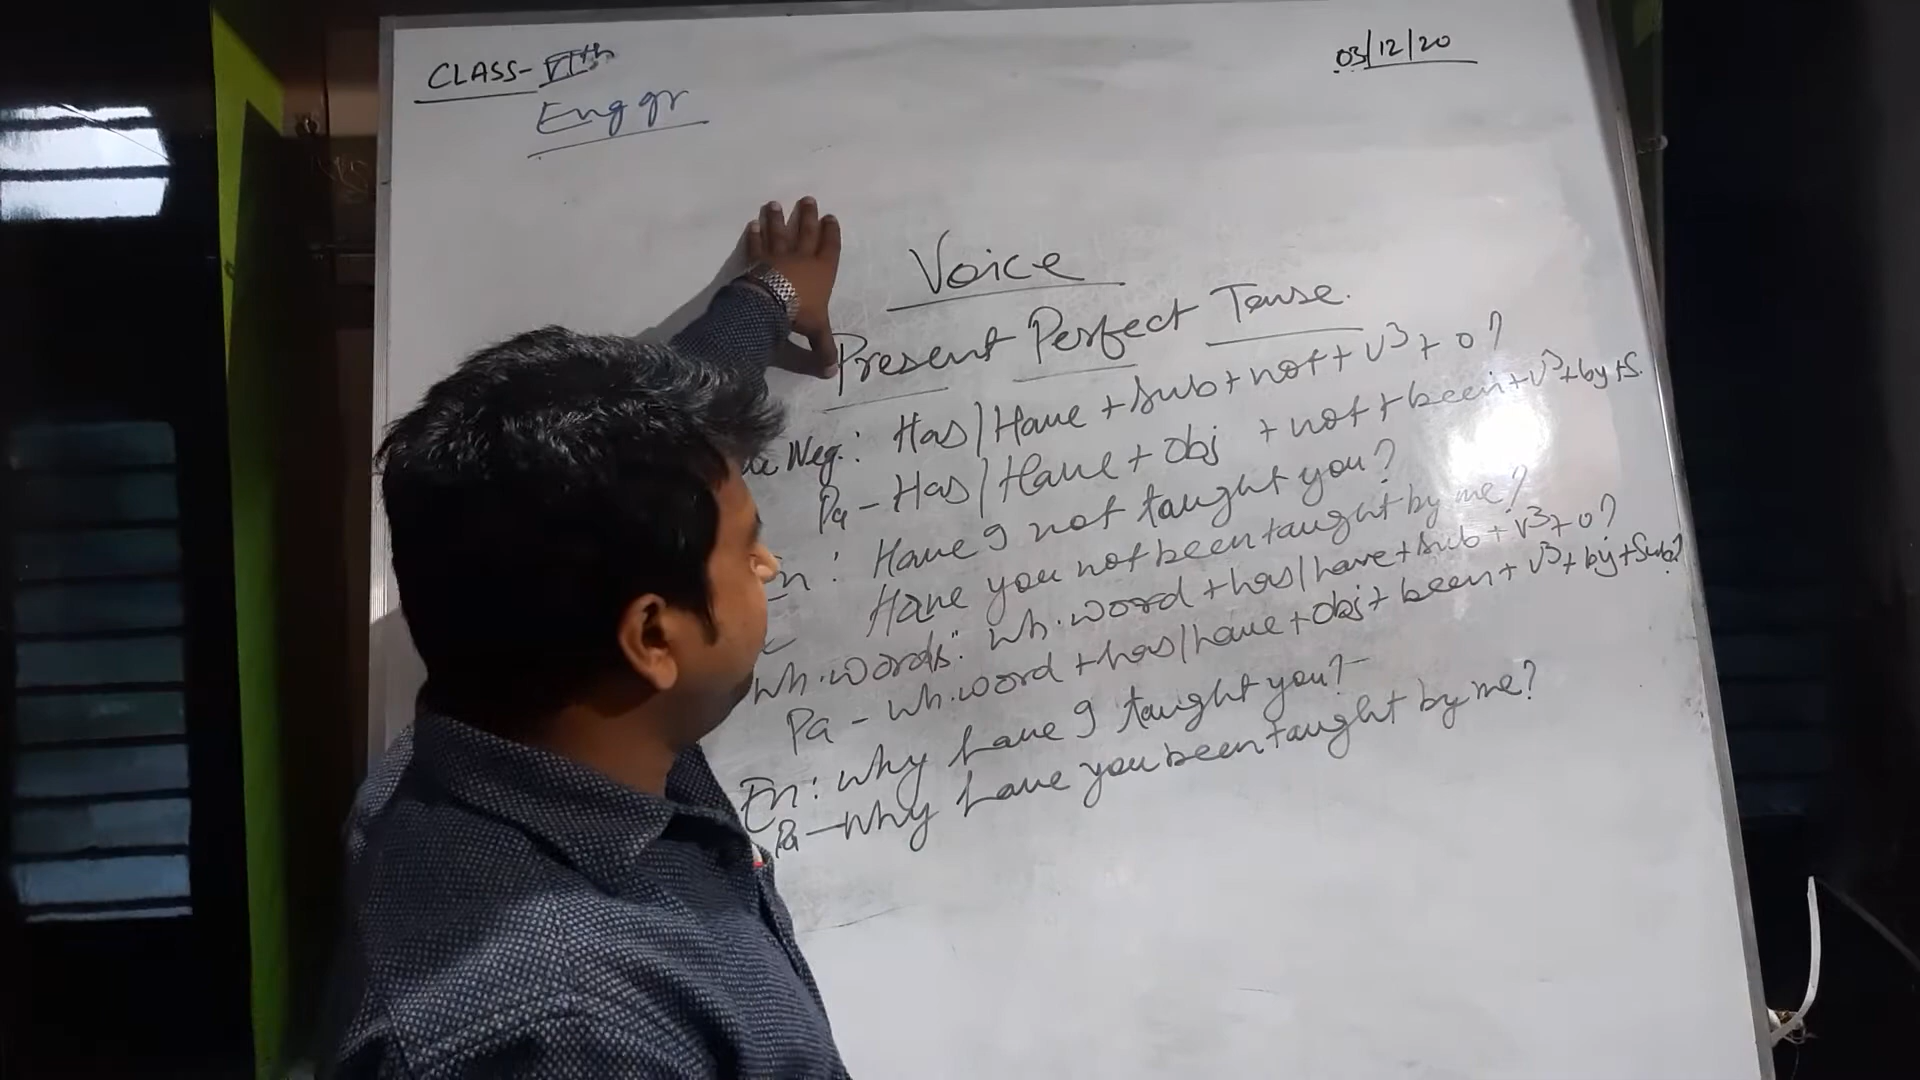 CLASS-VIth
03/12/20
Eng gr
Voice
Present Perfect Tense.
Neg.: Has/Have + sub + not + V3 + o?
Pa - Has/Have + Obj + not + been + V3 + by + S.
: Have I not taught you?
Have you not been taught by me?
Wh.words: Wh.word + has/have + sub + V3 + o?
Pa - Wh.word + has/have + Obj + been + V3 + by + Sub?
En: Why have I taught you?
Pa - Why have you been taught by me?